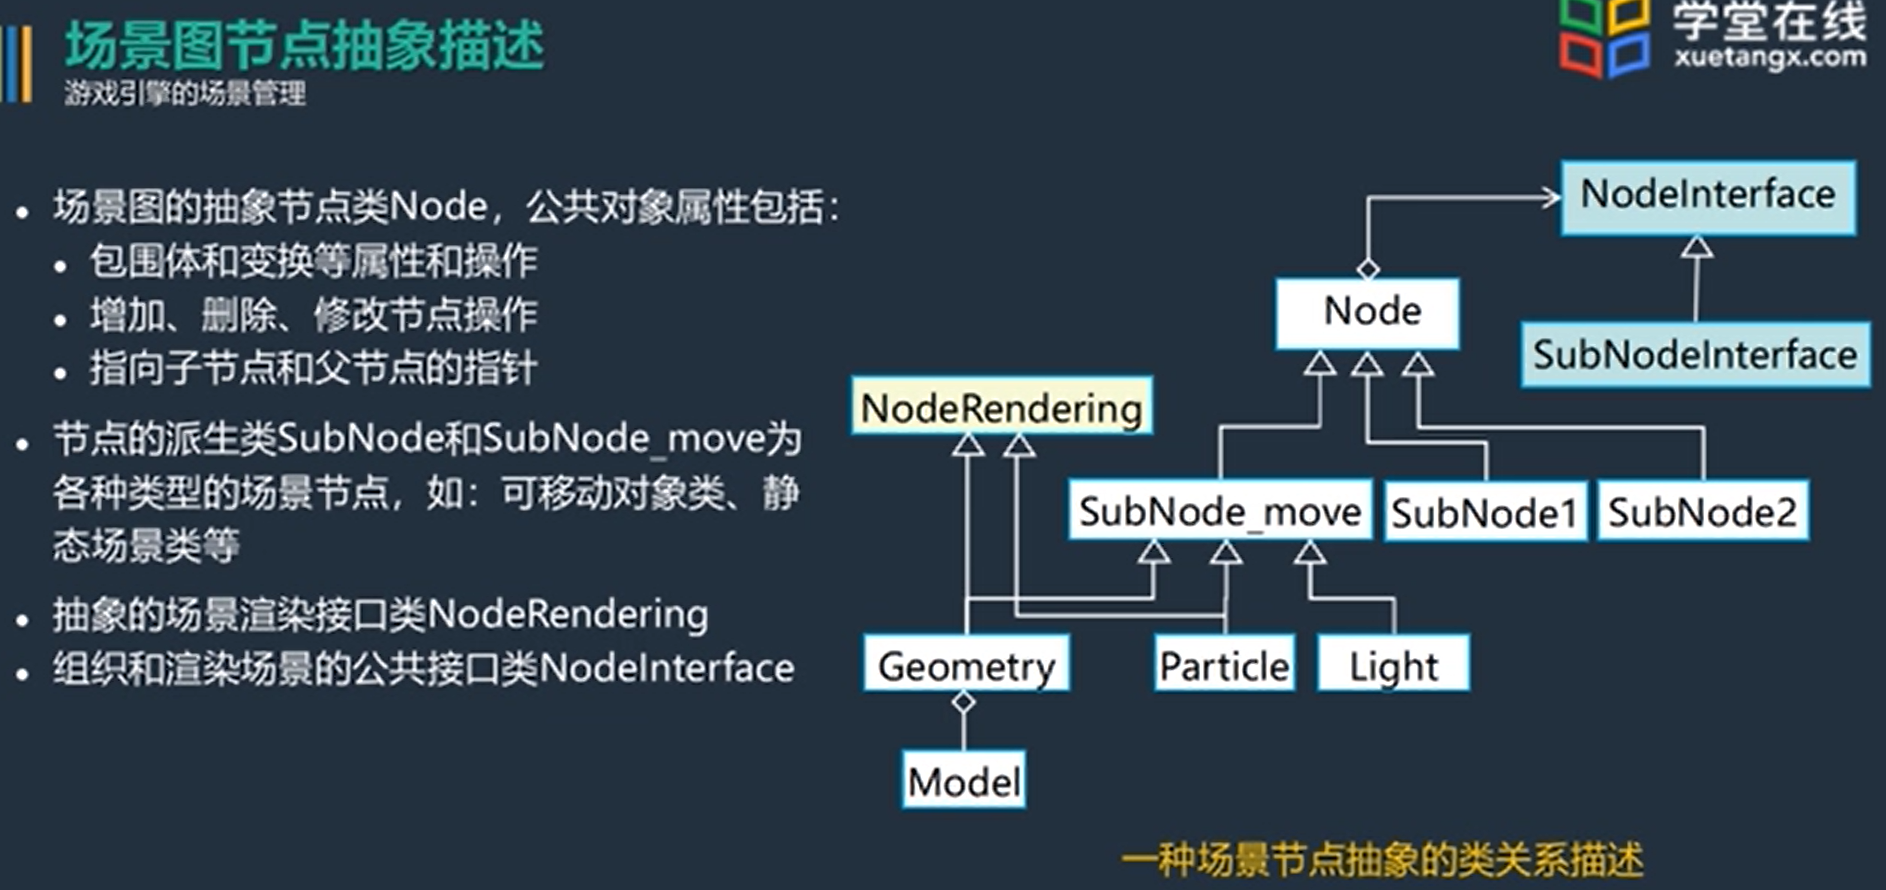 场景图节点抽象描述
游戏引擎的场景管理
学堂在线
xuetangx.com
• 场景图的抽象节点类Node，公共对象属性包括：
• 包围体和变换等属性和操作
• 增加、删除、修改节点操作
• 指向子节点和父节点的指针
• 节点的派生类SubNode和SubNode_move为
各种类型的场景节点，如：可移动对象类、静
态场景类等
• 抽象的场景渲染接口类NodeRendering
• 组织和渲染场景的公共接口类NodeInterface
NodeInterface
Node
SubNodeInterface
NodeRendering
SubNode_move
SubNode1
SubNode2
Geometry
Particle
Light
Model
一种场景节点抽象的类关系描述